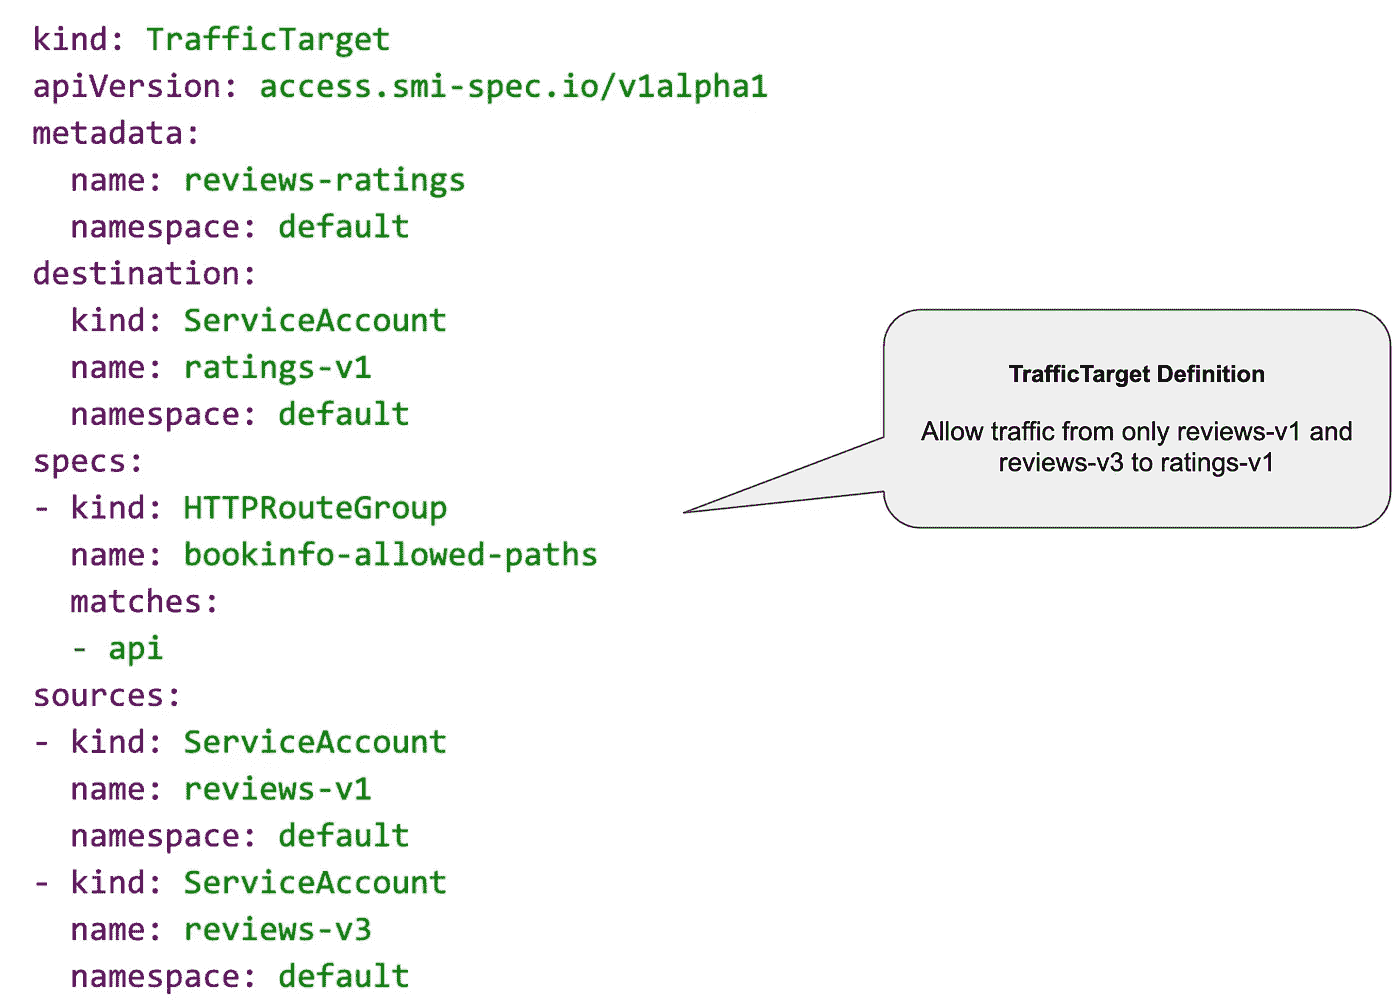 kind: TrafficTarget
apiVersion: access.smi-spec.io/v1alpha1
metadata:
  name: reviews-ratings
  namespace: default
destination:
  kind: ServiceAccount
  name: ratings-v1
  namespace: default
specs:
- kind: HTTPRouteGroup
  name: bookinfo-allowed-paths
  matches:
  - api
sources:
- kind: ServiceAccount
  name: reviews-v1
  namespace: default
- kind: ServiceAccount
  name: reviews-v3
  namespace: default
TrafficTarget Definition
Allow traffic from only reviews-v1 and
reviews-v3 to ratings-v1